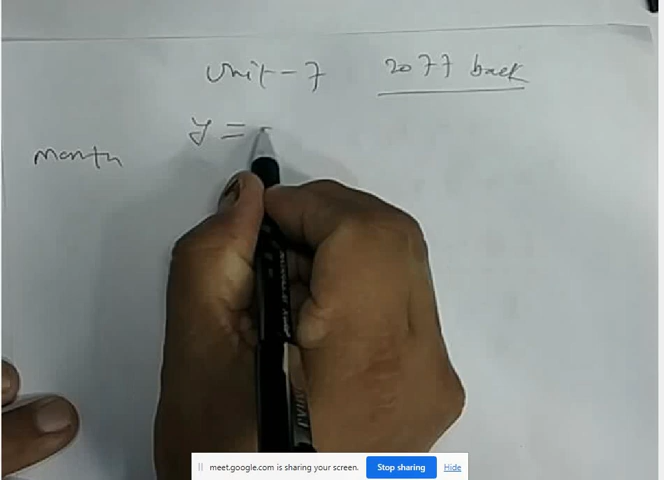 Unit-7 2077 back
y =
Month
meet.google.com is sharing your screen. Stop sharing Hide